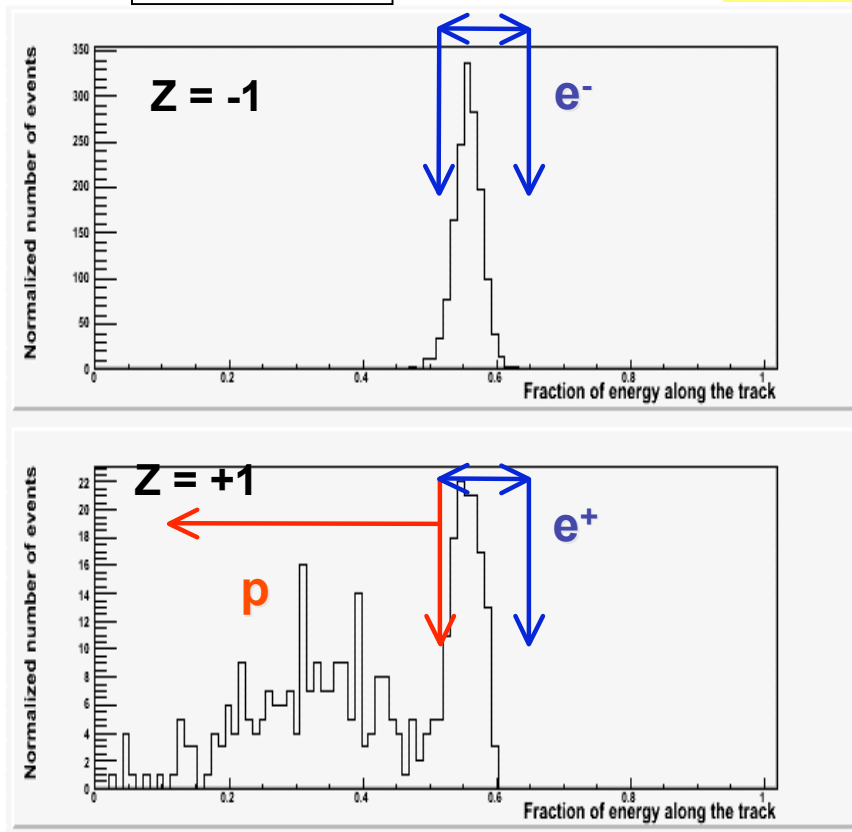 Normalized number of events
Z = -1
e-
350
300
250
200
150
100
50
0
0 0.2 0.4 0.6 0.8 1
Fraction of energy along the track
Normalized number of events
Z = +1
e+
p
22
20
18
16
14
12
10
8
6
4
2
0
0 0.2 0.4 0.6 0.8 1
Fraction of energy along the track